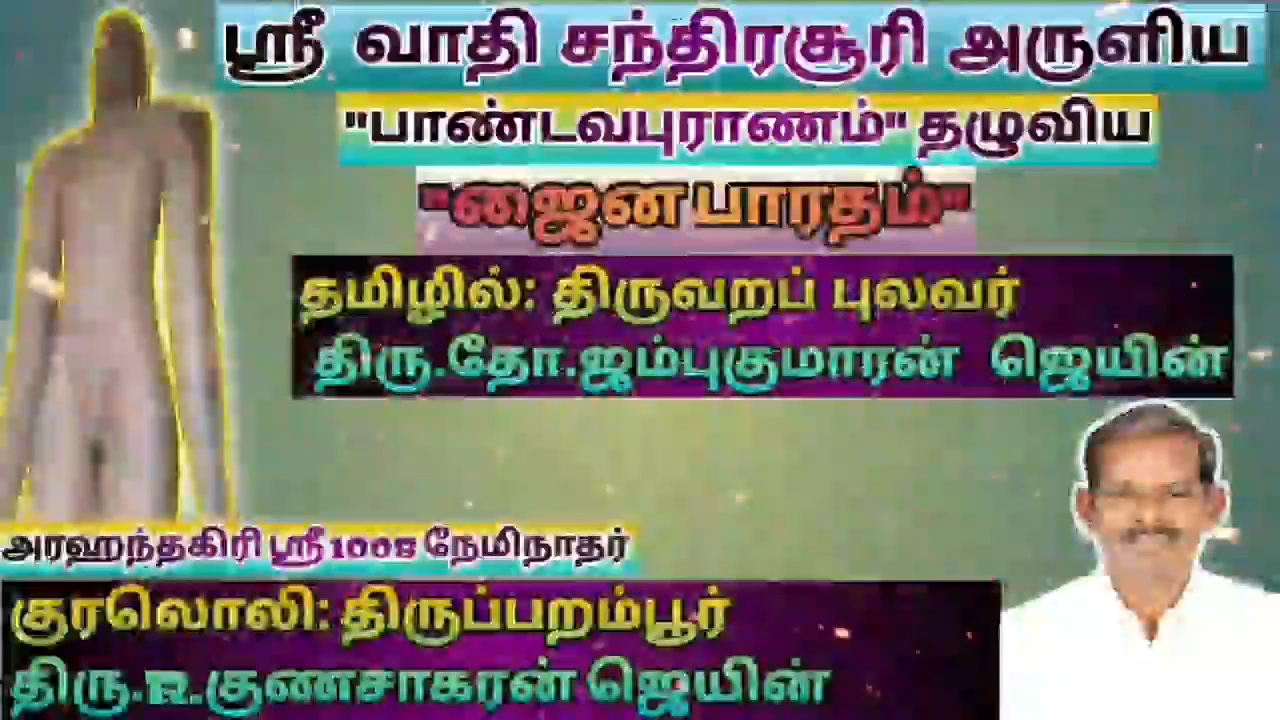 ஸ்ரீ வாதி சந்திரசூரி அருளிய
"பாண்டவபுராணம்" தழுவிய
"ஜைன பாரதம்"
தமிழில்: திருவறப் புலவர்
திரு.தோ.ஜம்புகுமாரன் ஜெயின்
அரஹந்தகிரி ஸ்ரீ 1008 நேமிநாதர்
குரலொலி: திருப்பறம்பூர்
திரு. குணசாகரன் ஜெயின்